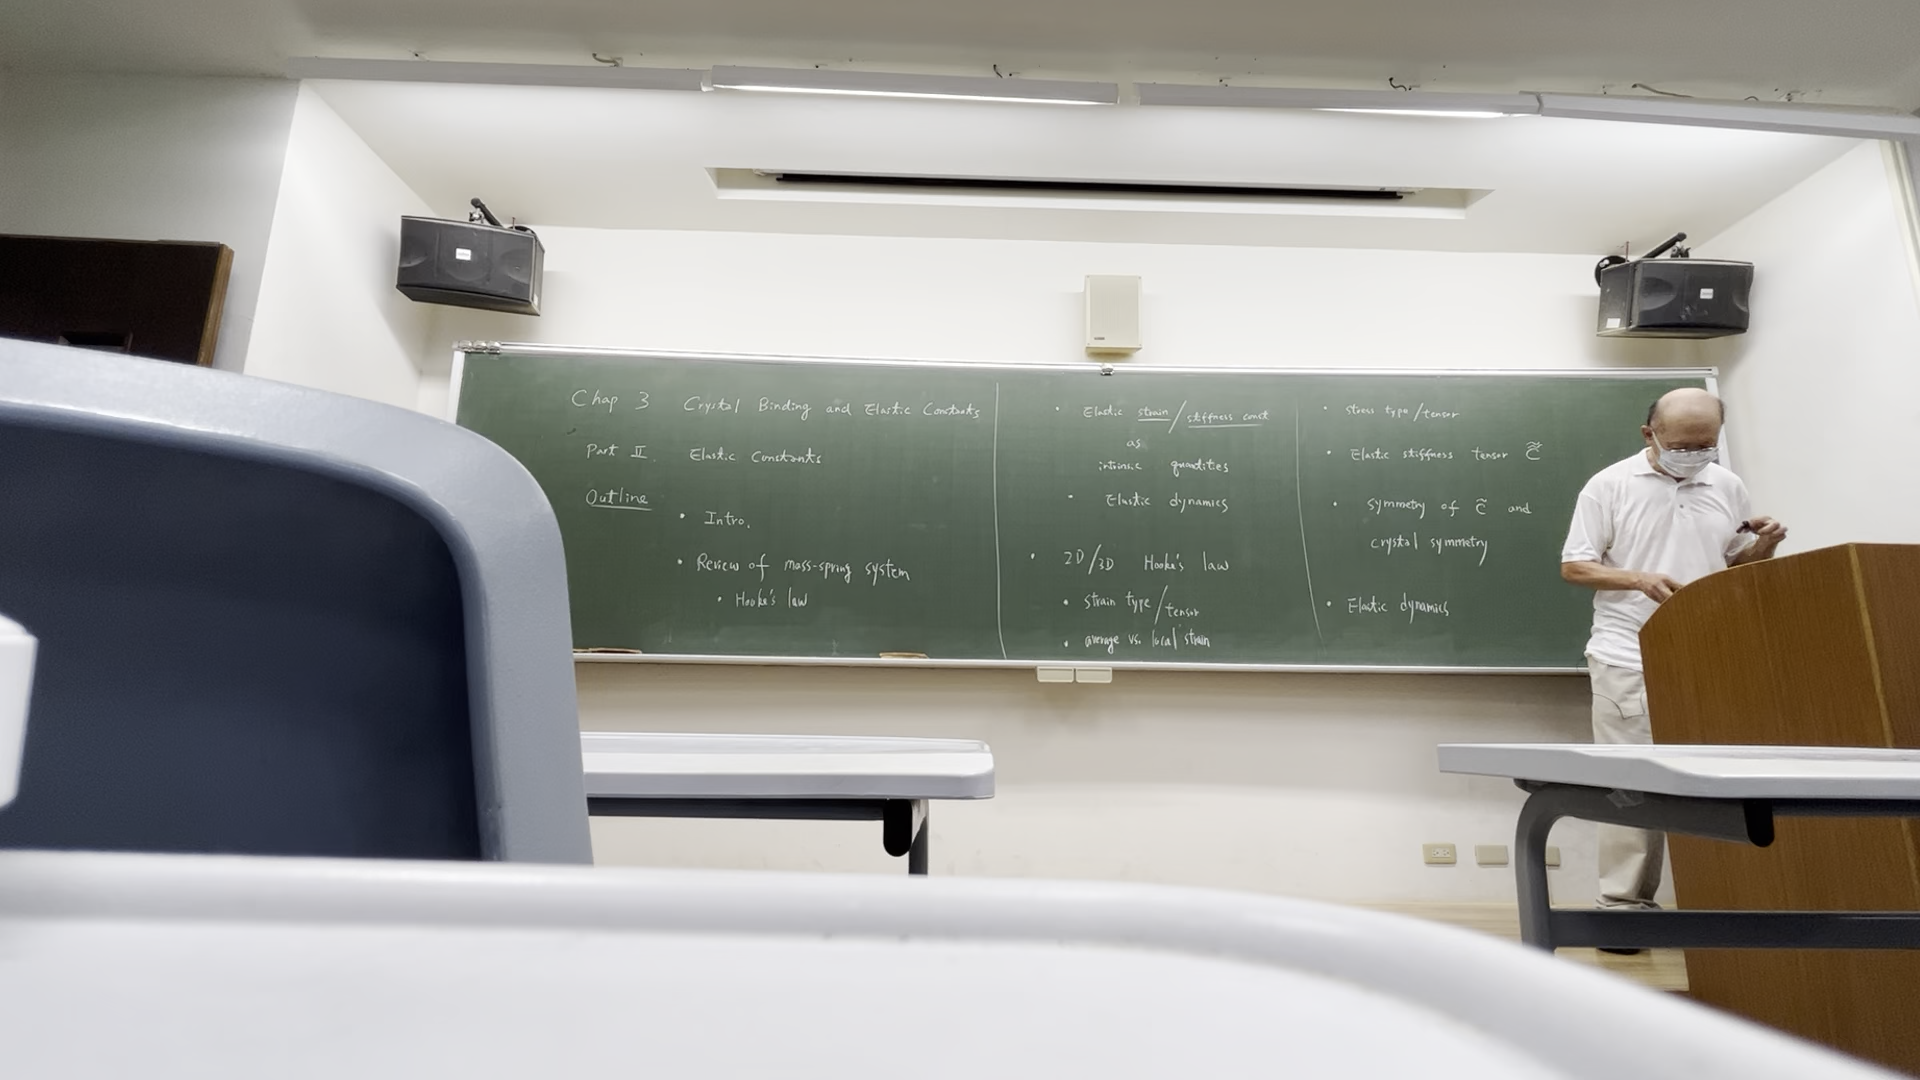 Chap 3 Crystal Binding and Elastic Constants
Part II. Elastic Constants
Outline
• Intro.
• Review of mass-spring system
• Hooke's law
• Elastic strain/stiffness const
as
intrinsic quantities
• Elastic dynamics
• 2D/3D Hooke's law
• strain type/tensor
• average vs. local strain
• stress type/tensor
• Elastic stiffness tensor C̃̃
• symmetry of C̃ and
crystal symmetry
• Elastic dynamics